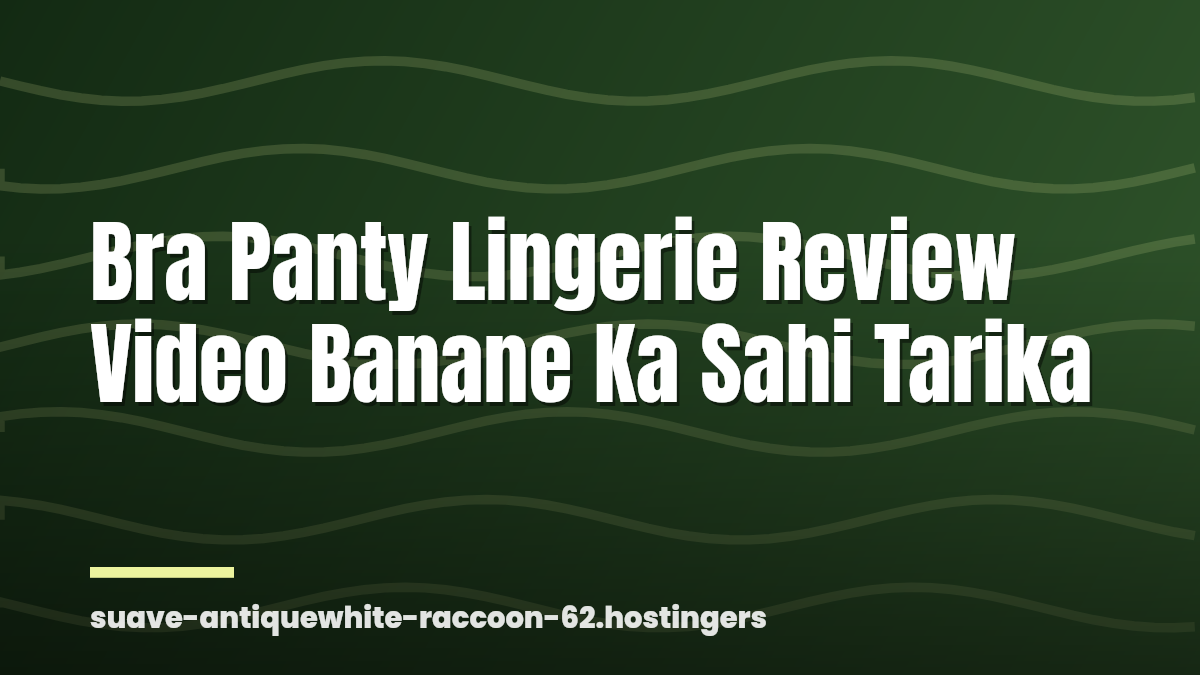 Bra Panty Lingerie Review
Video Banane Ka Sahi Tarika
suave-antiquewhite-raccoon-62.hostingers